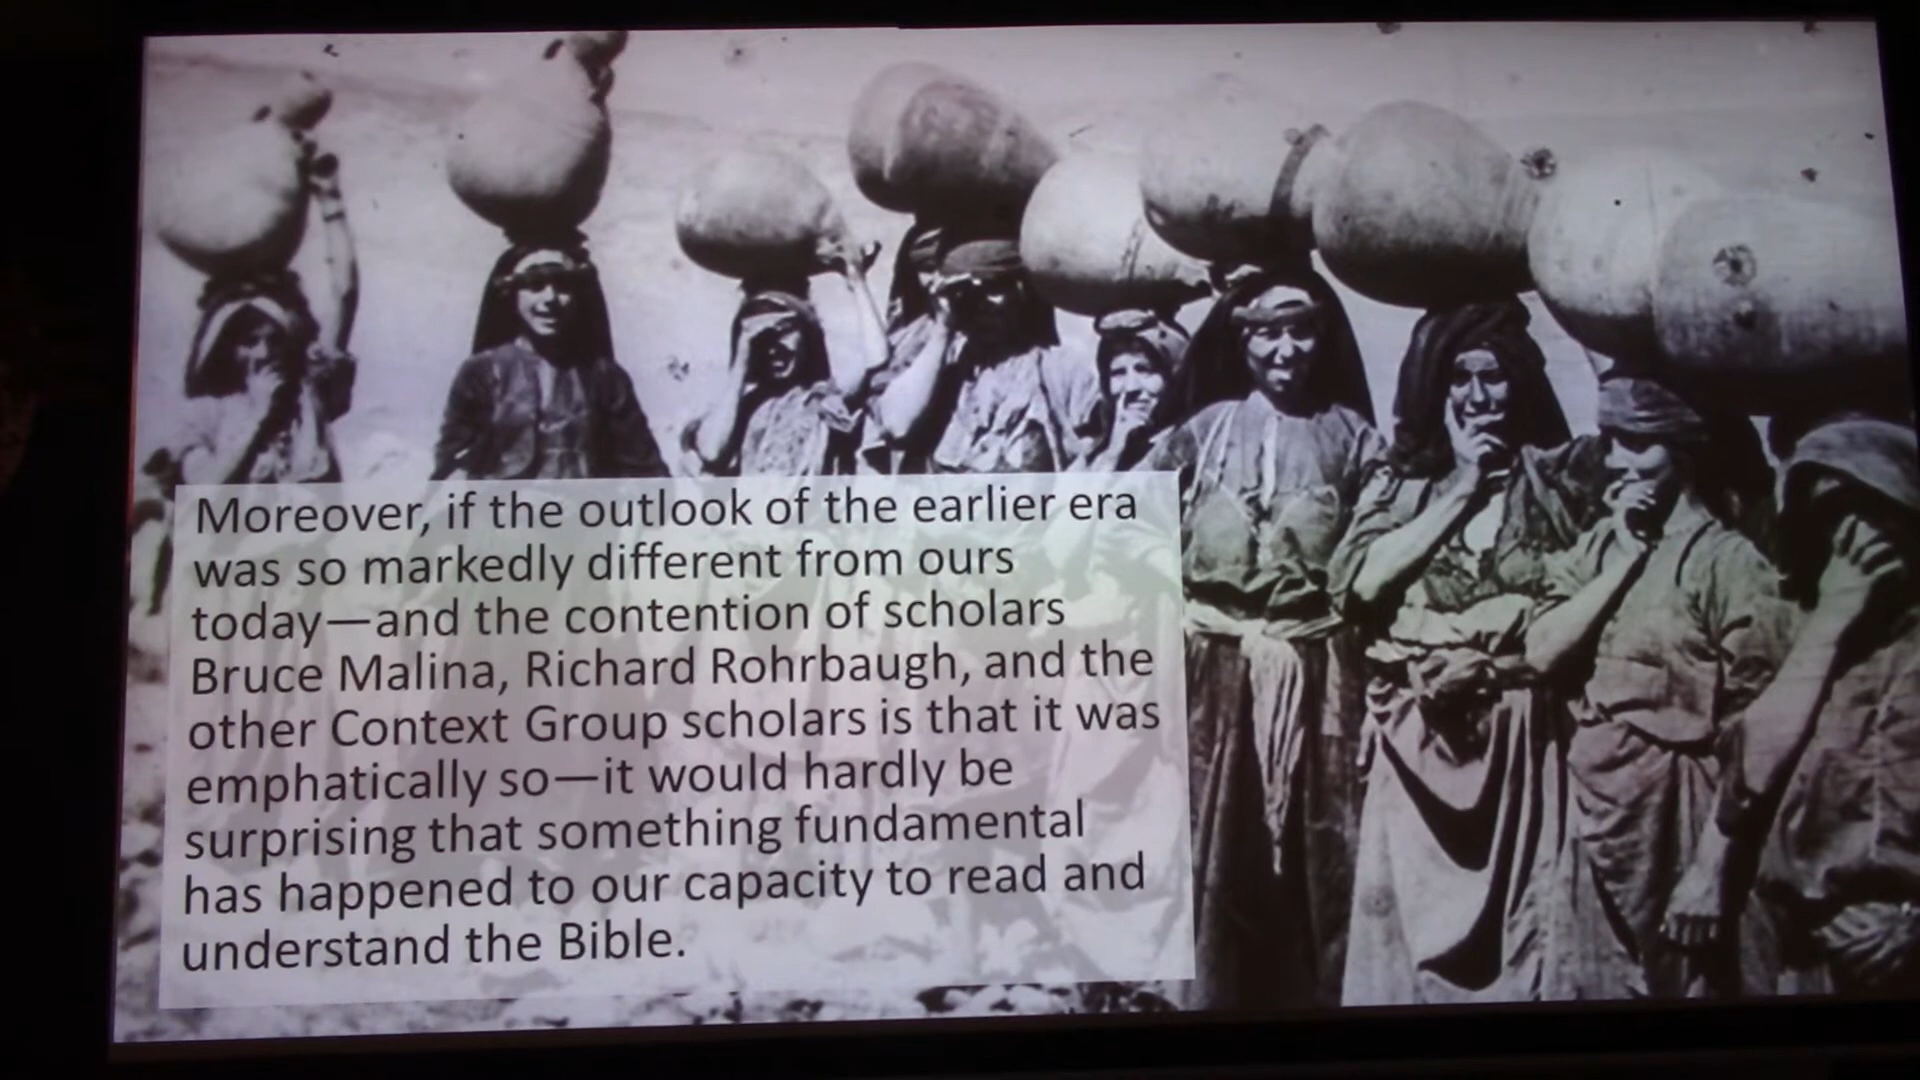 Moreover, if the outlook of the earlier era
was so markedly different from ours
today—and the contention of scholars
Bruce Malina, Richard Rohrbaugh, and the
other Context Group scholars is that it was
emphatically so—it would hardly be
surprising that something fundamental
has happened to our capacity to read and
understand the Bible.